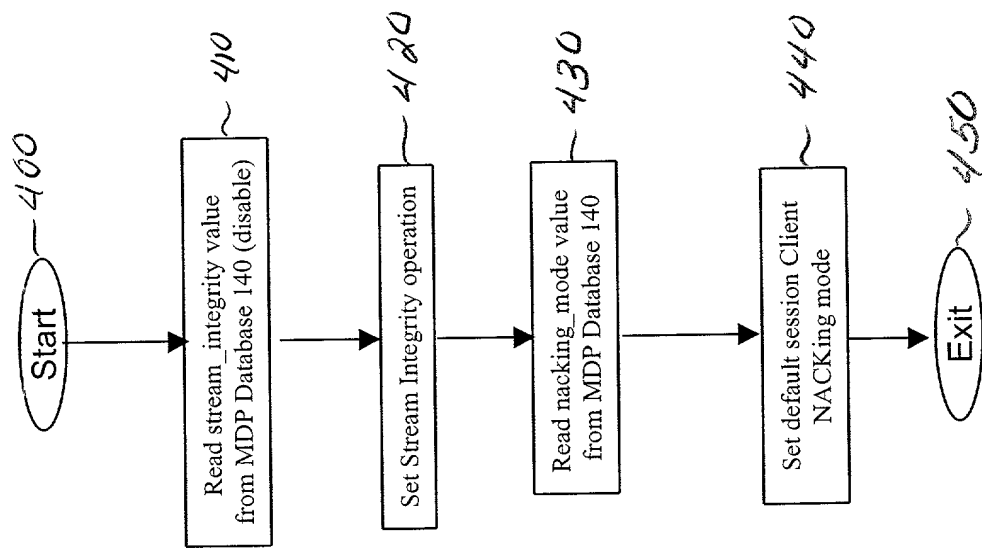 Start
400
Read stream_integrity value
from MDP Database 140 (disable)
410
Set Stream Integrity operation
420
Read nacking_mode value
from MDP Database 140
430
Set default session Client
NACKing mode
440
Exit
450